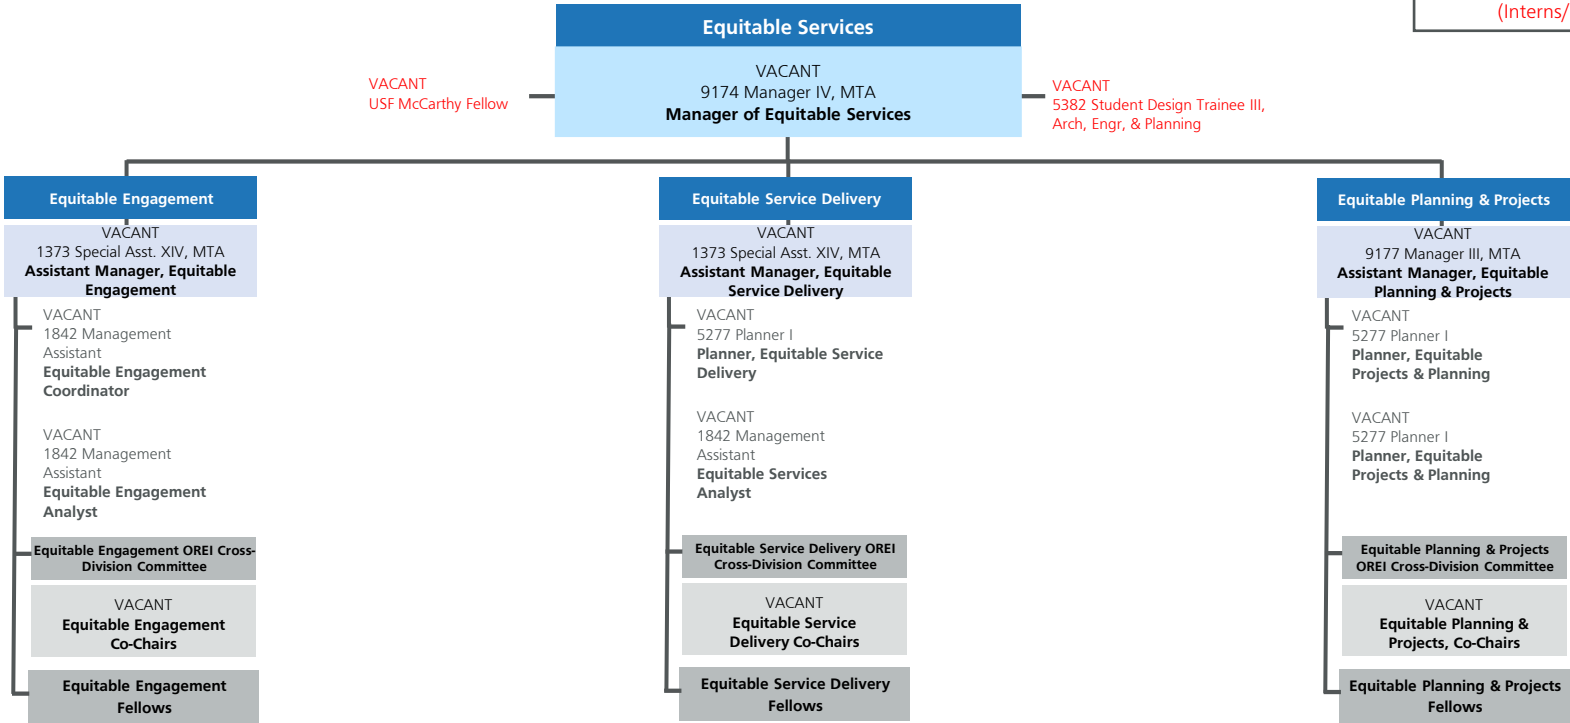 (Interns/
Equitable Services
VACANT
9174 Manager IV, MTA
Manager of Equitable Services
VACANT
USF McCarthy Fellow
VACANT
5382 Student Design Trainee III,
Arch, Engr, & Planning
Equitable Engagement
VACANT
1373 Special Asst. XIV, MTA
Assistant Manager, Equitable
Engagement
VACANT
1842 Management
Assistant
Equitable Engagement
Coordinator
VACANT
1842 Management
Assistant
Equitable Engagement
Analyst
Equitable Engagement OREI Cross-
Division Committee
VACANT
Equitable Engagement
Co-Chairs
Equitable Engagement
Fellows
Equitable Service Delivery
VACANT
1373 Special Asst. XIV, MTA
Assistant Manager, Equitable
Service Delivery
VACANT
5277 Planner I
Planner, Equitable Service
Delivery
VACANT
1842 Management
Assistant
Equitable Services
Analyst
Equitable Service Delivery OREI
Cross-Division Committee
VACANT
Equitable Service
Delivery Co-Chairs
Equitable Service Delivery
Fellows
Equitable Planning & Projects
VACANT
9177 Manager III, MTA
Assistant Manager, Equitable
Planning & Projects
VACANT
5277 Planner I
Planner, Equitable
Projects & Planning
VACANT
5277 Planner I
Planner, Equitable
Projects & Planning
Equitable Planning & Projects
OREI Cross-Division Committee
VACANT
Equitable Planning &
Projects, Co-Chairs
Equitable Planning & Projects
Fellows